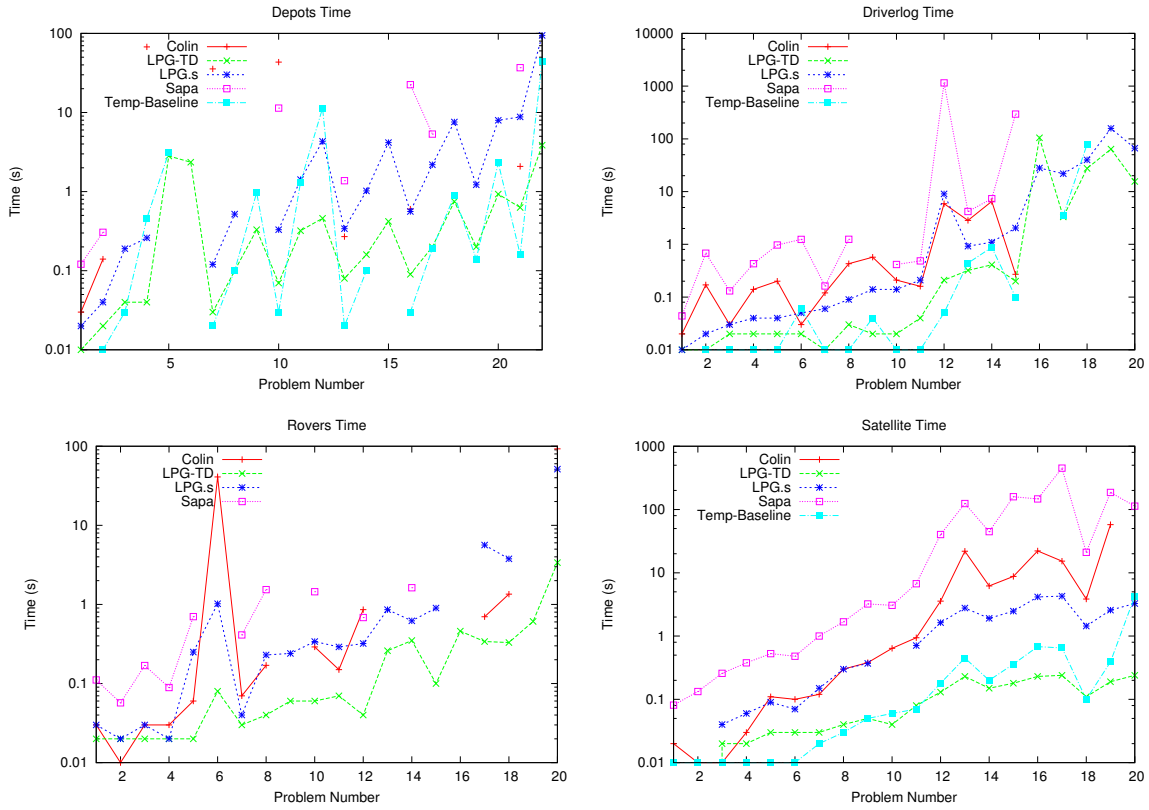 Depots Time
100
10
1
0.1
0.01
Time (s)
Colin
LPG-TD
LPG.s
Sapa
Temp-Baseline
5 10 15 20
Problem Number
Driverlog Time
10000
1000
100
10
1
0.1
0.01
Time (s)
Colin
LPG-TD
LPG.s
Sapa
Temp-Baseline
2 4 6 8 10 12 14 16 18 20
Problem Number
Rovers Time
100
10
1
0.1
0.01
Time (s)
Colin
LPG-TD
LPG.s
Sapa
2 4 6 8 10 12 14 16 18 20
Problem Number
Satellite Time
1000
100
10
1
0.1
0.01
Time (s)
Colin
LPG-TD
LPG.s
Sapa
Temp-Baseline
2 4 6 8 10 12 14 16 18 20
Problem Number